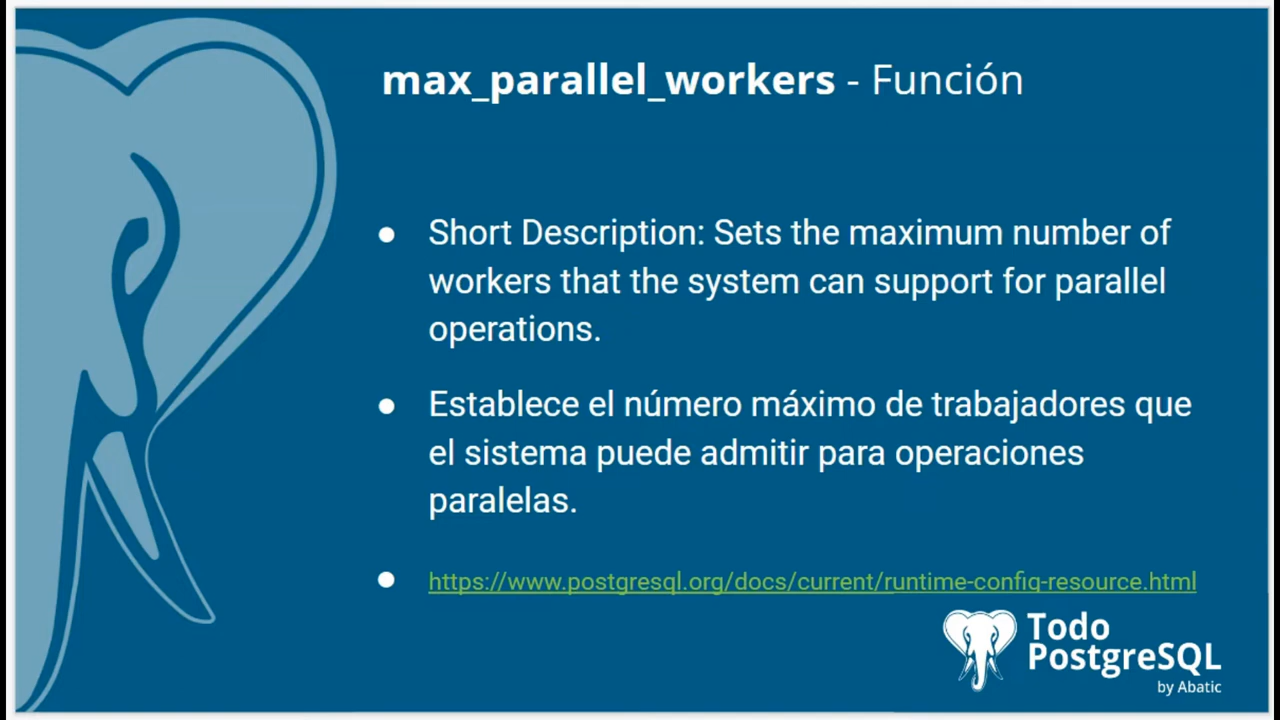 max_parallel_workers - Función
● Short Description: Sets the maximum number of
workers that the system can support for parallel
operations.
● Establece el número máximo de trabajadores que
el sistema puede admitir para operaciones
paralelas.
● https://www.postgresql.org/docs/current/runtime-config-resource.html
Todo
PostgreSQL
by Abatic